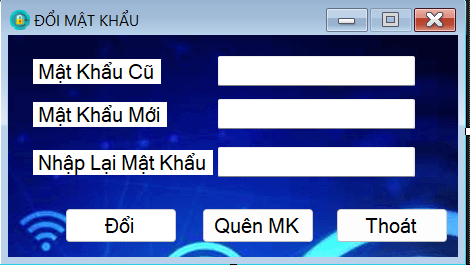 ĐỔI MẬT KHẨU
Mật Khẩu Cũ
Mật Khẩu Mới
Nhập Lại Mật Khẩu
Đổi Quên MK Thoát